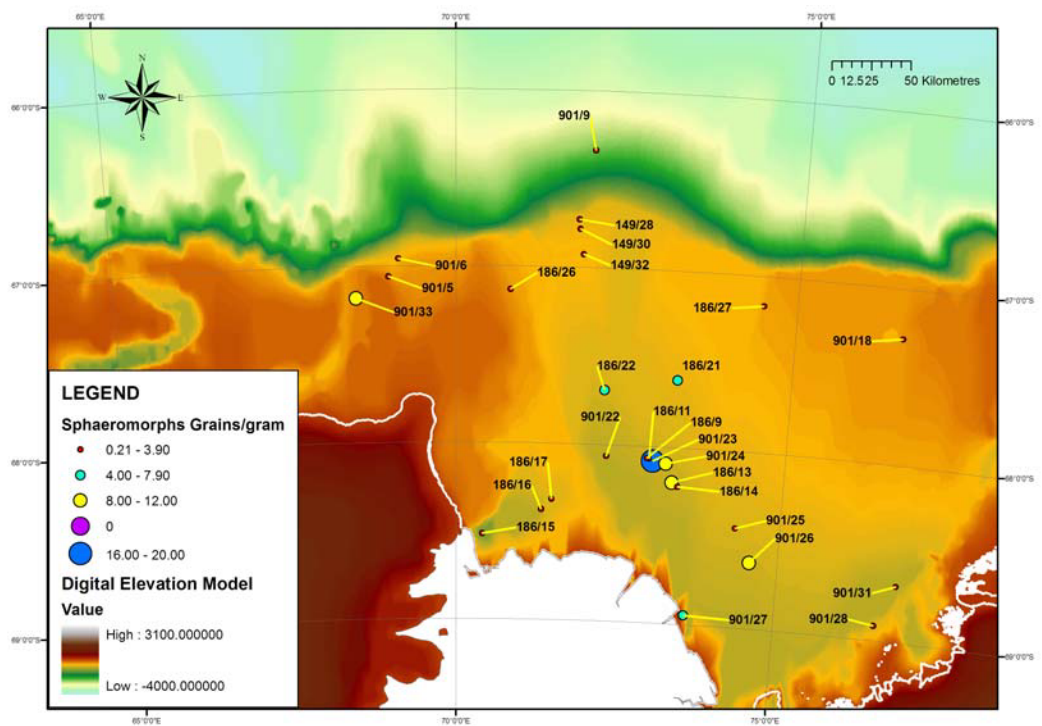 65°0'0"E 70°0'0"E 75°0'0"E
N
W E
S
0 12.525 50 Kilometres
66°0'0"S 66°0'0"S
901/9
149/28
149/30
149/32
901/6
186/26
901/5
901/33
67°0'0"S 67°0'0"S
186/27
901/18
186/22 186/21
LEGEND
Sphaeromorphs Grains/gram
0.21 - 3.90
4.00 - 7.90
8.00 - 12.00
0
16.00 - 20.00
Digital Elevation Model
Value
High : 3100.000000
Low : -4000.000000
901/22
186/11
186/9
901/23
901/24
186/13
186/14
68°0'0"S 68°0'0"S
186/17
186/16
186/15
901/25
901/26
901/31
901/27
901/28
69°0'0"S 69°0'0"S
65°0'0"E 70°0'0"E 75°0'0"E